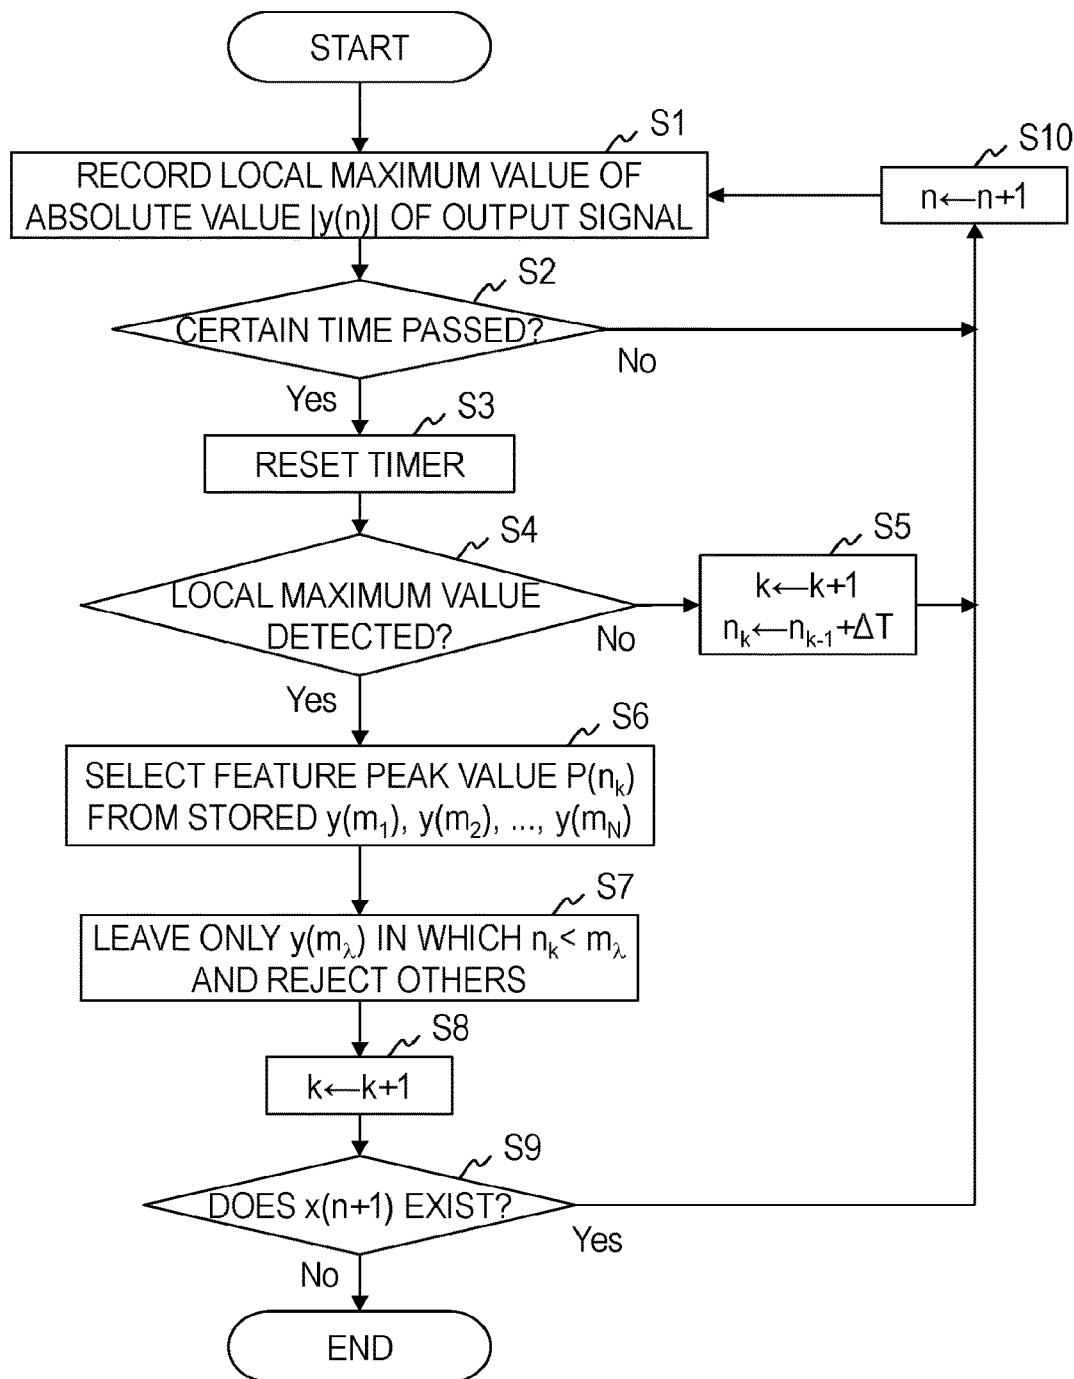 START
S1
RECORD LOCAL MAXIMUM VALUE OF
ABSOLUTE VALUE |y(n)| OF OUTPUT SIGNAL
S10
n←n+1
S2
CERTAIN TIME PASSED?
No
Yes
S3
RESET TIMER
S4
LOCAL MAXIMUM VALUE
DETECTED?
No
Yes
S5
k←k+1
nₖ←nₖ₋₁+ΔT
S6
SELECT FEATURE PEAK VALUE P(nₖ)
FROM STORED y(m₁), y(m₂), ..., y(m_N)
S7
LEAVE ONLY y(m_λ) IN WHICH nₖ< m_λ
AND REJECT OTHERS
S8
k←k+1
S9
DOES x(n+1) EXIST?
Yes
No
END